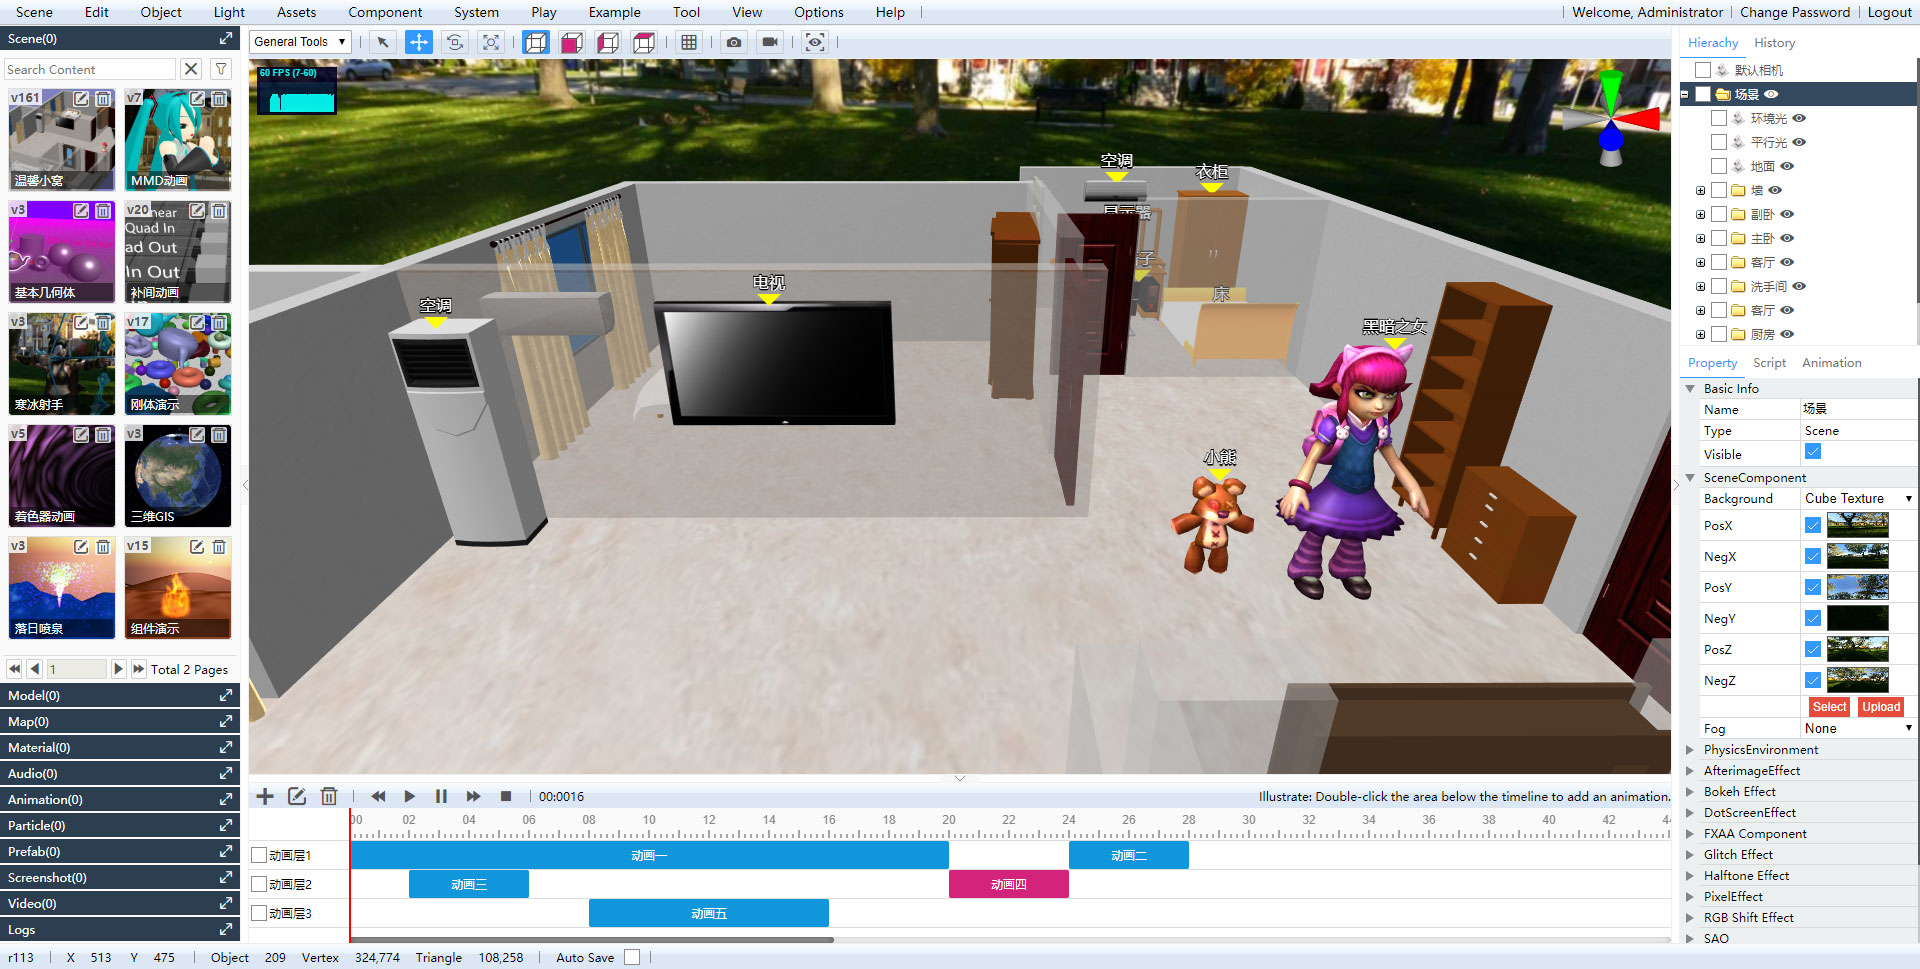 Scene Edit Object Light Assets Component System Play Example Tool View Options Help
Welcome, Administrator Change Password Logout
Scene(0)
Search Content
v161
温馨小窝
v7
MMD动画
v3
基本几何体
v20
near
Quad In
ad Out
In Out
补间动画
v3
寒冰射手
v17
刚体演示
v5
着色器动画
v3
三维GIS
v3
落日喷泉
v15
组件演示
1
Total 2 Pages
Model(0)
Map(0)
Material(0)
Audio(0)
Animation(0)
Particle(0)
Prefab(0)
Screenshot(0)
Video(0)
Logs
General Tools
60 FPS (7-60)
空调
衣柜
显示器
子
床
电视
空调
黑暗之女
小熊
00:0016
Illustrate: Double-click the area below the timeline to add an animation.
00 02 04 06 08 10 12 14 16 18 20 22 24 26 28 30 32 34 36 38 40 42
动画层1
动画一
动画二
动画层2
动画三
动画四
动画层3
动画五
Hierachy History
默认相机
场景
环境光
平行光
地面
墙
副卧
主卧
客厅
洗手间
客厅
厨房
Property Script Animation
Basic Info
Name 场景
Type Scene
Visible
SceneComponent
Background Cube Texture
PosX
NegX
PosY
NegY
PosZ
NegZ
Select Upload
Fog None
PhysicsEnvironment
AfterimageEffect
Bokeh Effect
DotScreenEffect
FXAA Component
Glitch Effect
Halftone Effect
PixelEffect
RGB Shift Effect
SAO
r113 X 513 Y 475 Object 209 Vertex 324,774 Triangle 108,258 Auto Save